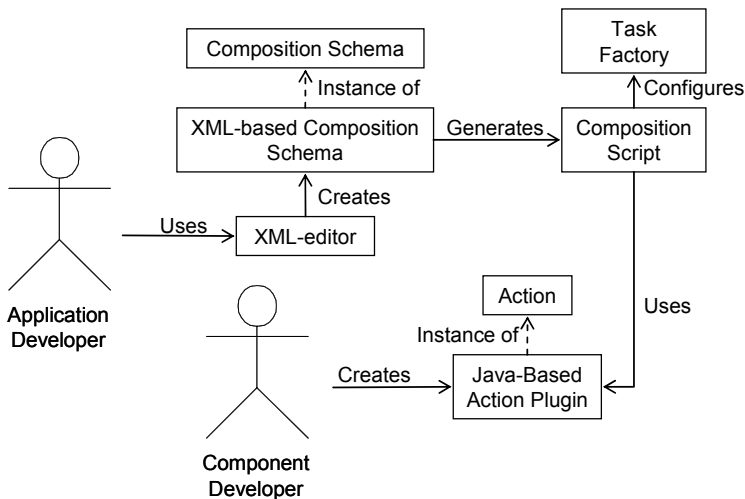 Composition Schema
Task
Factory
Instance of
Configures
XML-based Composition
Schema
Generates
Composition
Script
Creates
Uses
XML-editor
Application
Developer
Action
Uses
Instance of
Creates
Java-Based
Action Plugin
Component
Developer